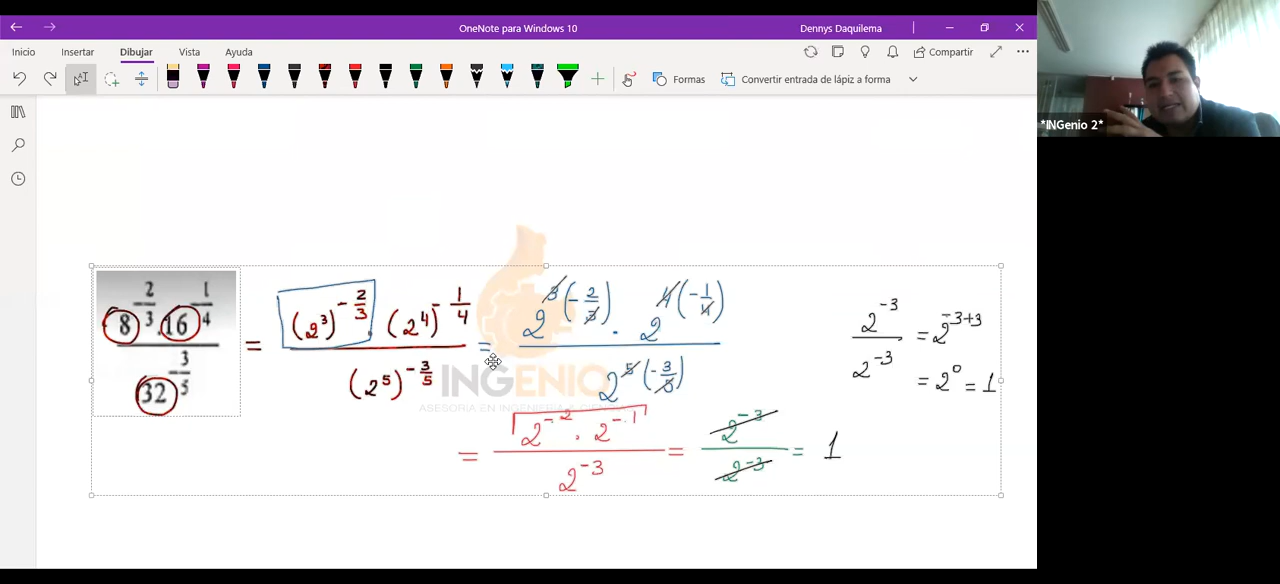 OneNote para Windows 10
Dennys Daquilema
Inicio
Insertar
Dibujar
Vista
Ayuda
Compartir
Formas
Convertir entrada de lápiz a forma
*INGenio 2*
INGENIO
ASESORÍA EN INGENIERÍA & CIENCIAS
8^{-2/3} . 16^{-1/4} / 32^{-3/5} = (2^3)^{-2/3} . (2^4)^{-1/4} / (2^5)^{-3/5} = 2^{3(-2/3)} . 2^{4(-1/4)} / 2^{5(-3/5)}
= 2^{-2} . 2^{-1} / 2^{-3} = 2^{-3} / 2^{-3} = 1
2^{-3} / 2^{-3} = 2^{-3+3}
= 2^0 = 1